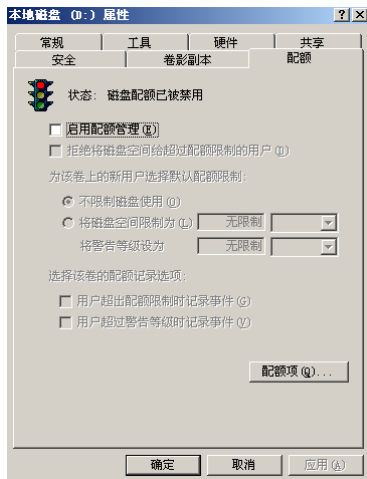 本地磁盘 (D:) 属性
常规 工具 硬件 共享
安全 卷影副本 配额
状态: 磁盘配额已被禁用
启用配额管理(E)
拒绝将磁盘空间给超过配额限制的用户(D)
为该卷上的新用户选择默认配额限制:
不限制磁盘使用(O)
将磁盘空间限制为(L) 无限制
将警告等级设为 无限制
选择该卷的配额记录选项:
用户超出配额限制时记录事件(G)
用户超过警告等级时记录事件(V)
配额项(Q)...
确定 取消 应用(A)